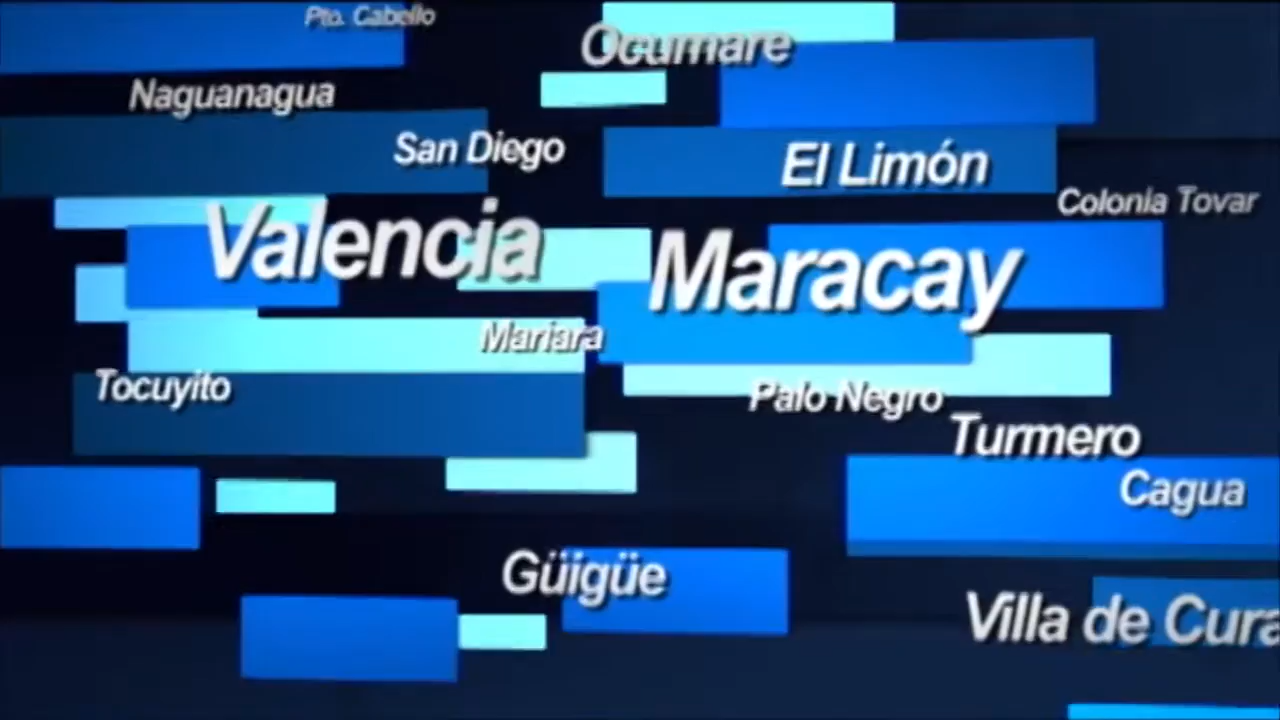 Pto. Cabello
Ocumare
Naguanagua
San Diego
El Limón
Colonia Tovar
Valencia
Maracay
Mariara
Tocuyito
Palo Negro
Turmero
Cagua
Güigüe
Villa de Cura